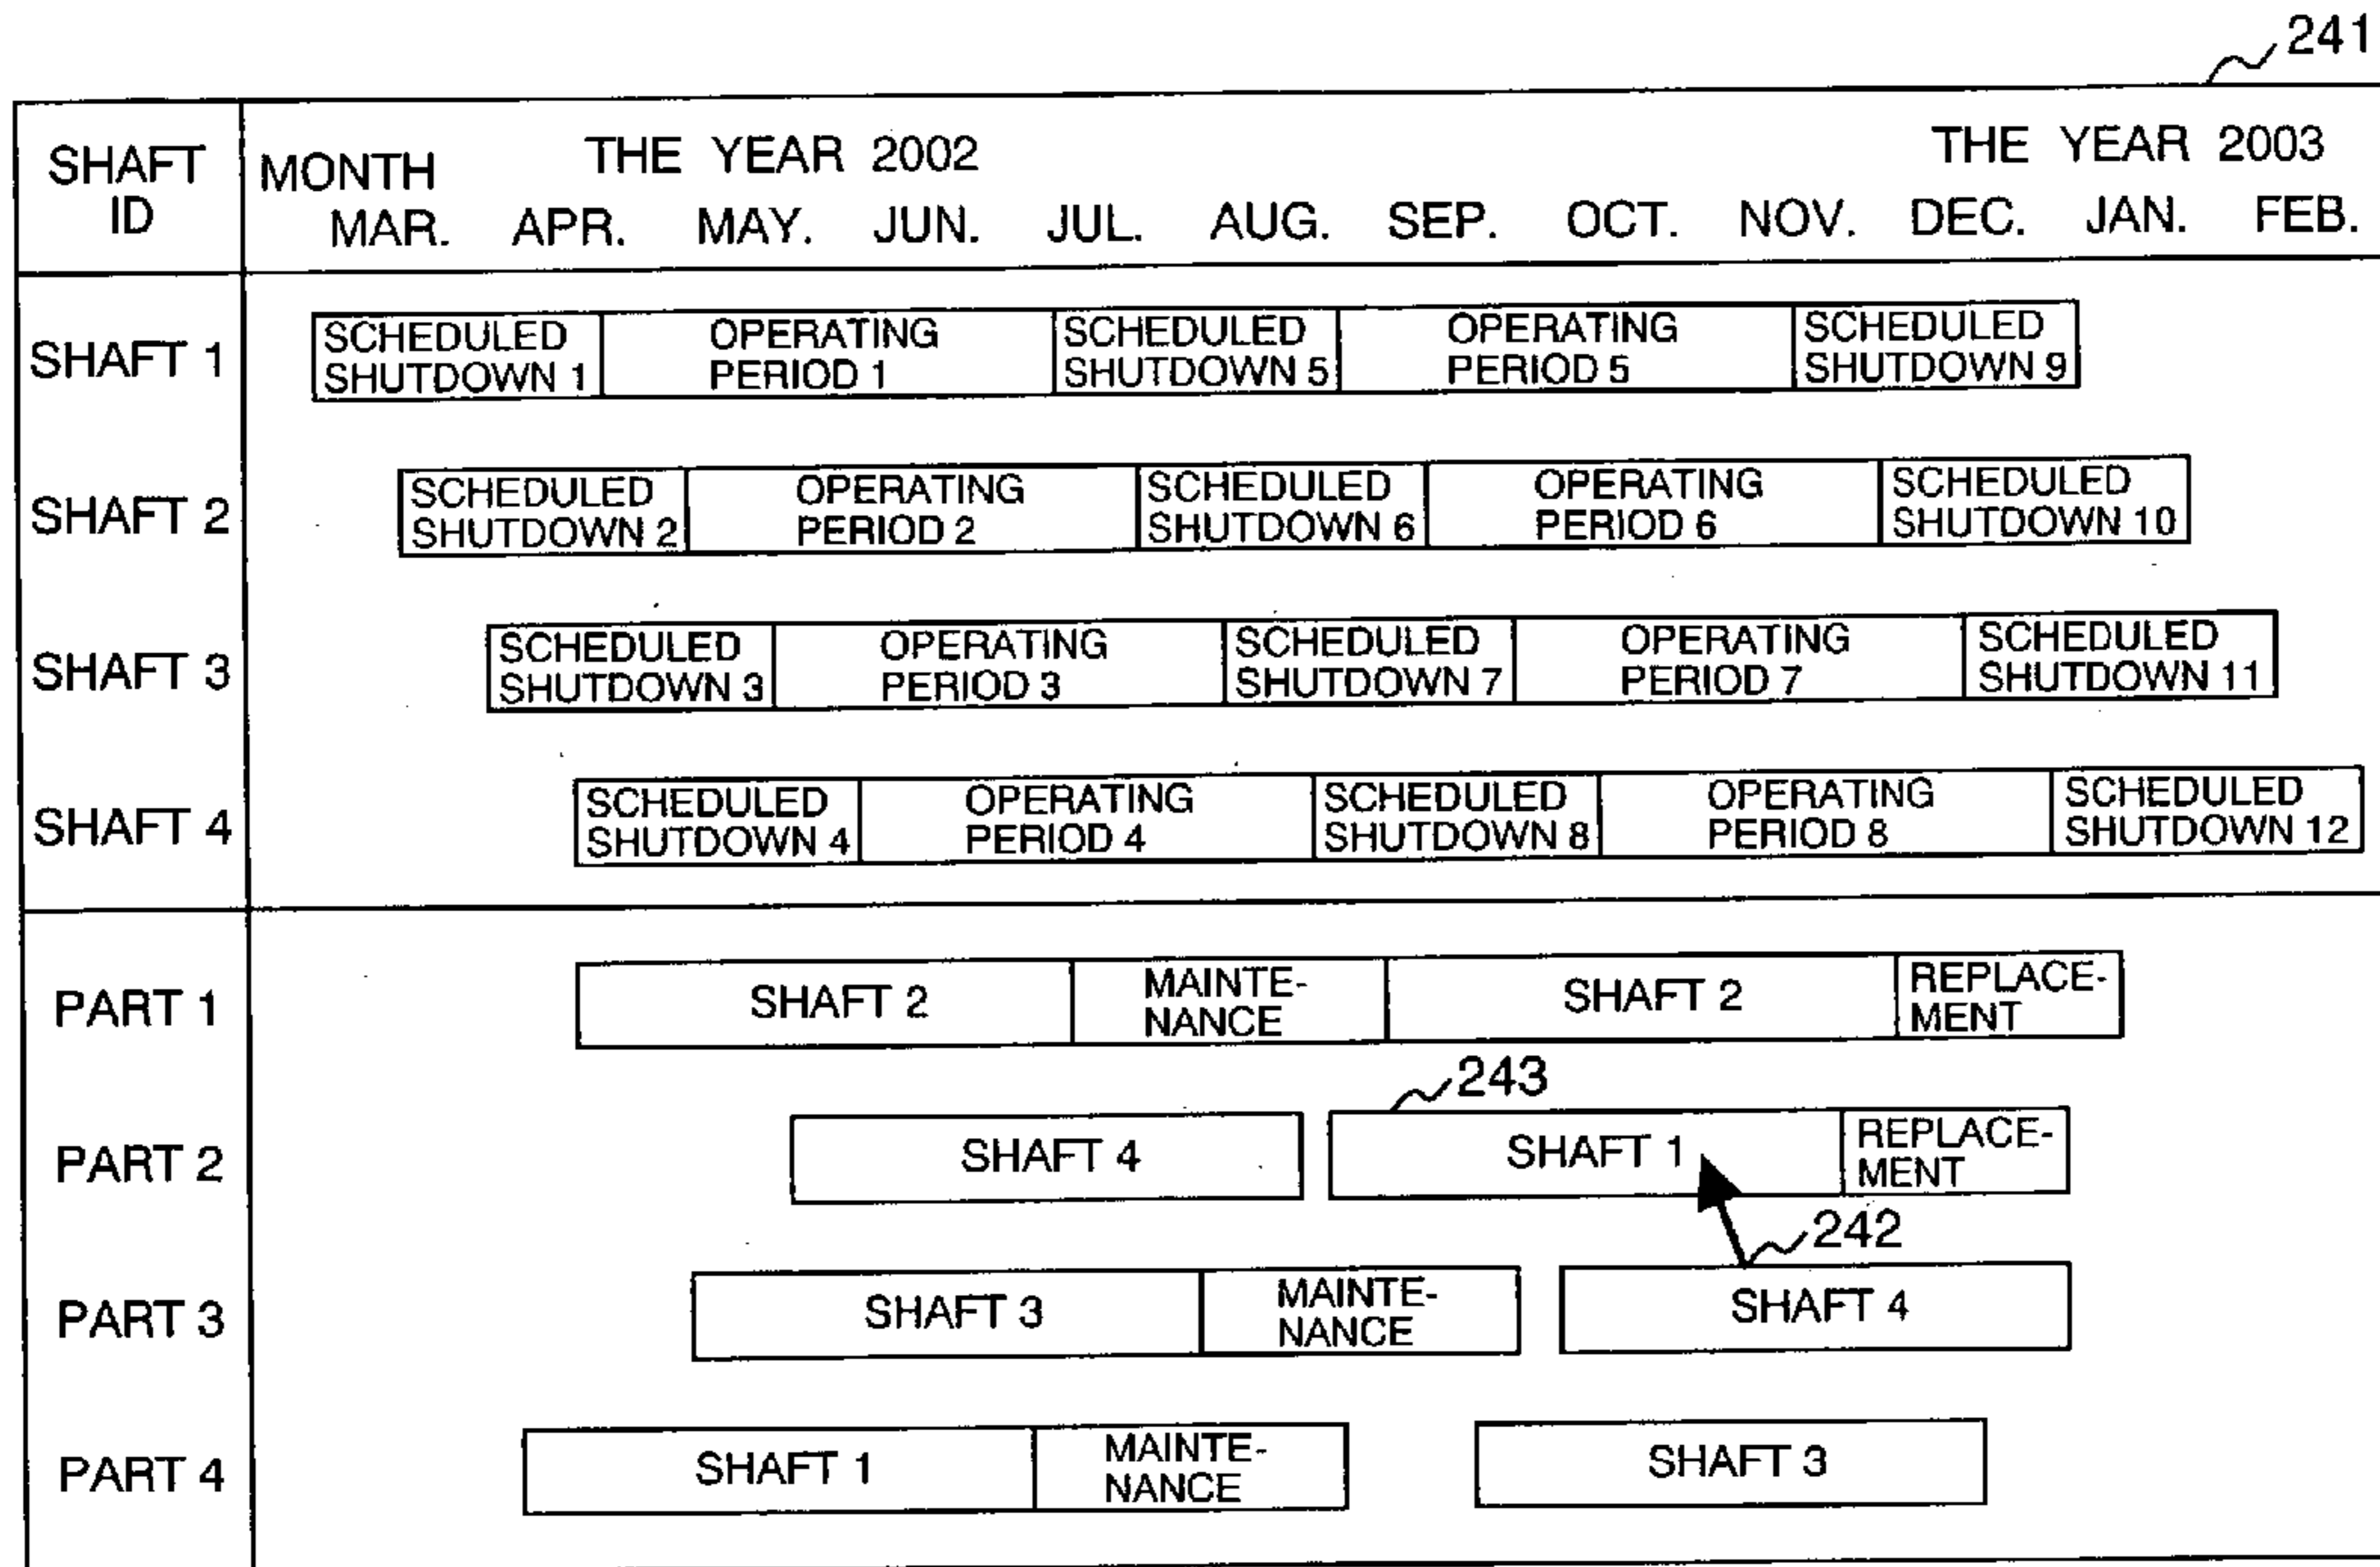 241
SHAFT
ID
MONTH THE YEAR 2002 THE YEAR 2003
MAR. APR. MAY. JUN. JUL. AUG. SEP. OCT. NOV. DEC. JAN. FEB.
SHAFT 1
SCHEDULED
SHUTDOWN 1
OPERATING
PERIOD 1
SCHEDULED
SHUTDOWN 5
OPERATING
PERIOD 5
SCHEDULED
SHUTDOWN 9
SHAFT 2
SCHEDULED
SHUTDOWN 2
OPERATING
PERIOD 2
SCHEDULED
SHUTDOWN 6
OPERATING
PERIOD 6
SCHEDULED
SHUTDOWN 10
SHAFT 3
SCHEDULED
SHUTDOWN 3
OPERATING
PERIOD 3
SCHEDULED
SHUTDOWN 7
OPERATING
PERIOD 7
SCHEDULED
SHUTDOWN 11
SHAFT 4
SCHEDULED
SHUTDOWN 4
OPERATING
PERIOD 4
SCHEDULED
SHUTDOWN 8
OPERATING
PERIOD 8
SCHEDULED
SHUTDOWN 12
PART 1
SHAFT 2
MAINTE-
NANCE
SHAFT 2
REPLACE-
MENT
243
PART 2
SHAFT 4
SHAFT 1
REPLACE-
MENT
242
PART 3
SHAFT 3
MAINTE-
NANCE
SHAFT 4
PART 4
SHAFT 1
MAINTE-
NANCE
SHAFT 3